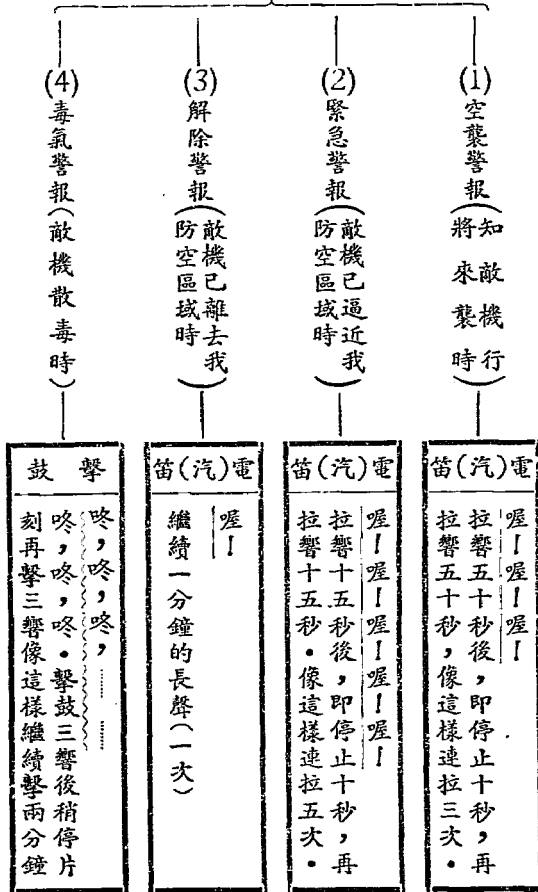 (1)空襲警報(知敵機行
將來襲時)
電(汽)笛
喔!喔!喔!
拉響五十秒後,即停止十秒,再
拉響五十秒,像這樣連拉三次。
(2)緊急警報(敵機已逼近我
防空區域時)
電(汽)笛
喔!喔!喔!喔!喔!
拉響十五秒後,即停止十秒,再
拉響十五秒。像這樣連拉五次。
(3)解除警報(敵機已離去我
防空區域時)
電(汽)笛
喔!
繼續一分鐘的長聲(一次)
(4)毒氣警報(敵機散毒時)
擊鼓
咚,咚,咚,……
咚,咚,咚。擊鼓三響後稍停片
刻再擊三響像這樣繼續擊兩分鐘